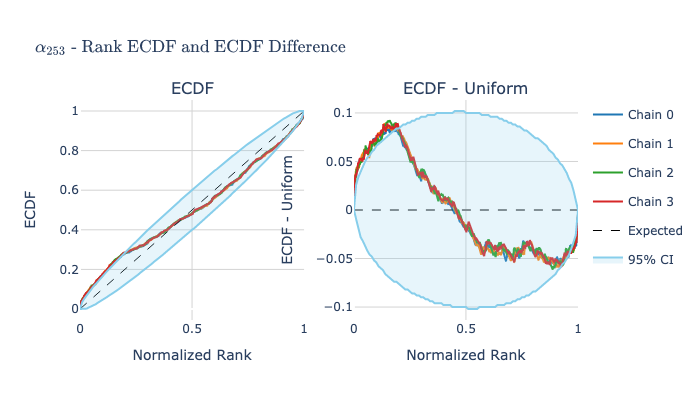 α₂₅₃ - Rank ECDF and ECDF Difference
ECDF
ECDF - Uniform
1
0.8
0.6
0.4
0.2
0
ECDF
0
0.5
1
Normalized Rank
0.1
0.05
0
−0.05
−0.1
ECDF - Uniform
0
0.5
1
Normalized Rank
Chain 0
Chain 1
Chain 2
Chain 3
Expected
95% CI